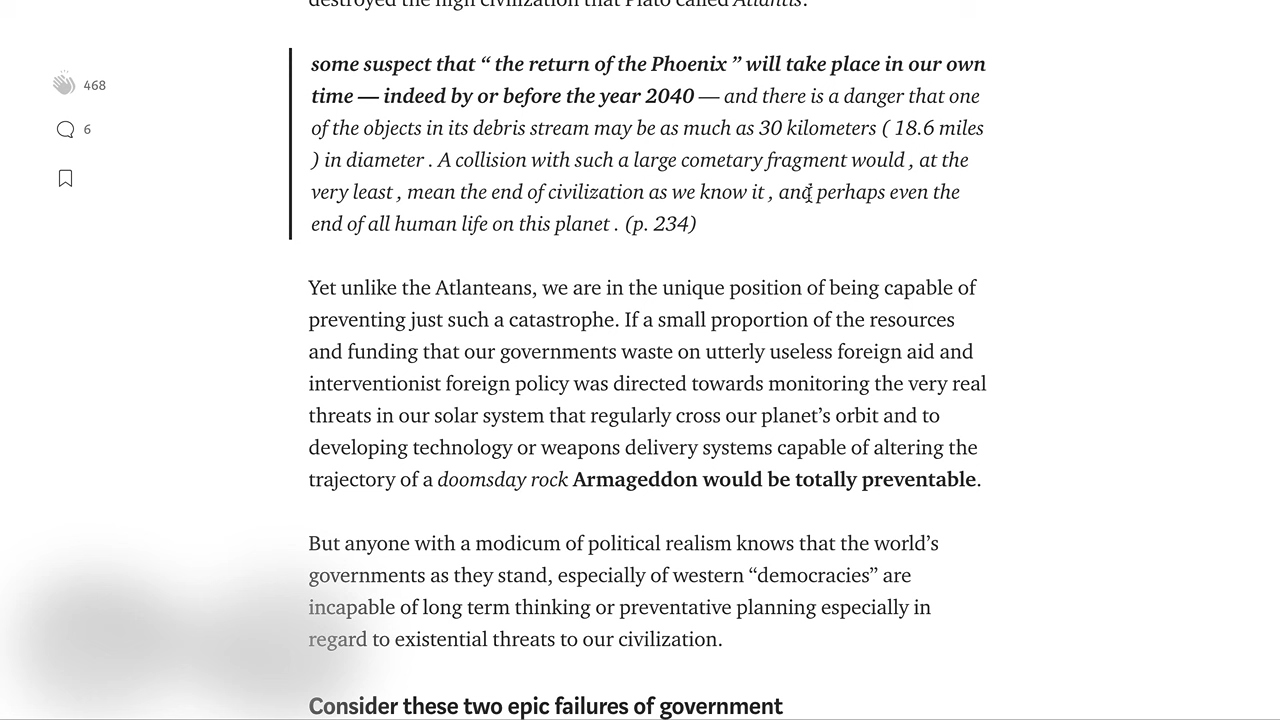 destroyed the high civilization that Plato called Atlantis.
468
6
some suspect that “ the return of the Phoenix ” will take place in our own
time — indeed by or before the year 2040 — and there is a danger that one
of the objects in its debris stream may be as much as 30 kilometers ( 18.6 miles
) in diameter . A collision with such a large cometary fragment would , at the
very least , mean the end of civilization as we know it , and perhaps even the
end of all human life on this planet . (p. 234)
Yet unlike the Atlanteans, we are in the unique position of being capable of
preventing just such a catastrophe. If a small proportion of the resources
and funding that our governments waste on utterly useless foreign aid and
interventionist foreign policy was directed towards monitoring the very real
threats in our solar system that regularly cross our planet’s orbit and to
developing technology or weapons delivery systems capable of altering the
trajectory of a doomsday rock Armageddon would be totally preventable.
But anyone with a modicum of political realism knows that the world’s
governments as they stand, especially of western “democracies” are
incapable of long term thinking or preventative planning especially in
regard to existential threats to our civilization.
Consider these two epic failures of government